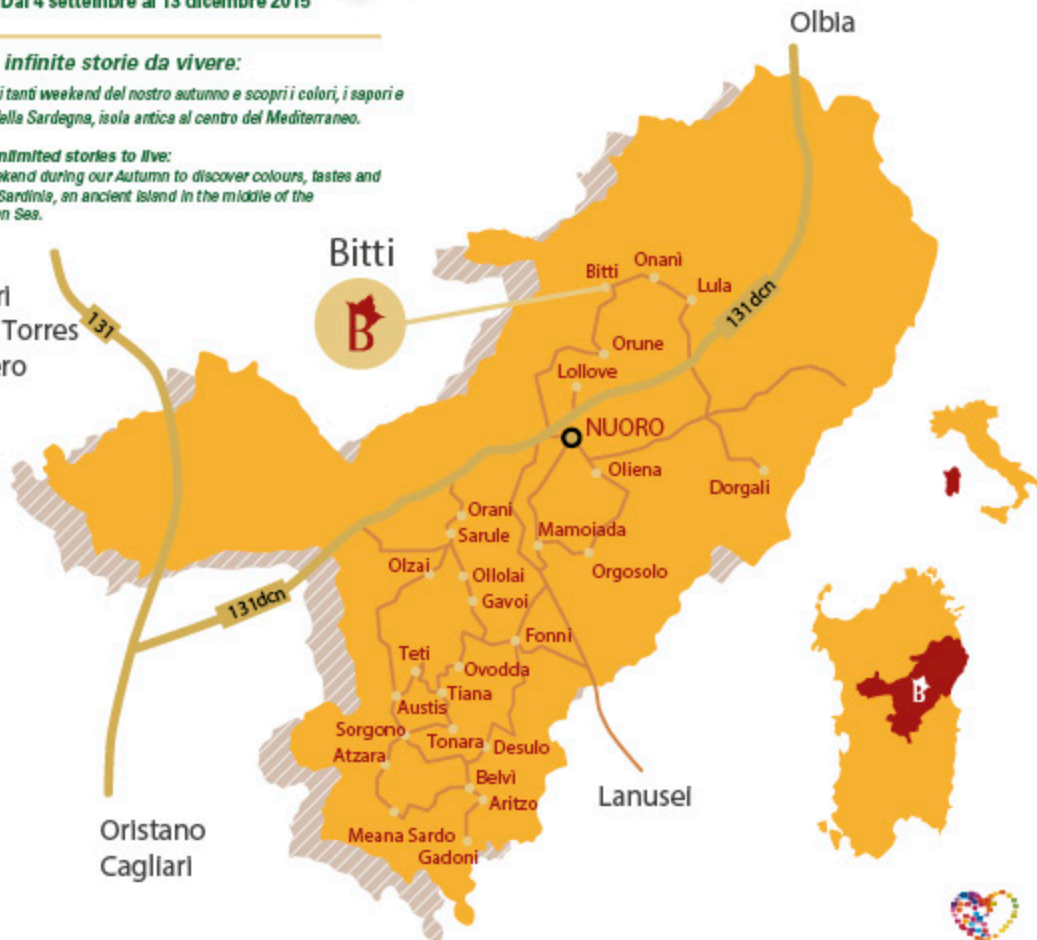 Dal 4 settembre al 13 dicembre 2015
infinite storie da vivere:
i tanti weekend del nostro autunno e scopri i colori, i sapori e
della Sardegna, isola antica al centro del Mediterraneo.
nlimited stories to live:
ekend during our Autumn to discover colours, tastes and
Sardinia, an ancient island in the middle of the
n Sea.
Olbia
Bitti
B
Bitti
Onanì
Lula
131dcn
ri
Torres
ro
131
Orune
Lollove
NUORO
Oliena
Dorgali
Orani
Sarule
Mamoiada
Orgosolo
Olzai
Ollolai
Gavoi
131dcn
Fonni
Teti
Ovodda
Tiana
Austis
Sorgono
Tonara
Desulo
Atzara
Belvì
Aritzo
Lanusei
Meana Sardo
Gadoni
Oristano
Cagliari
B